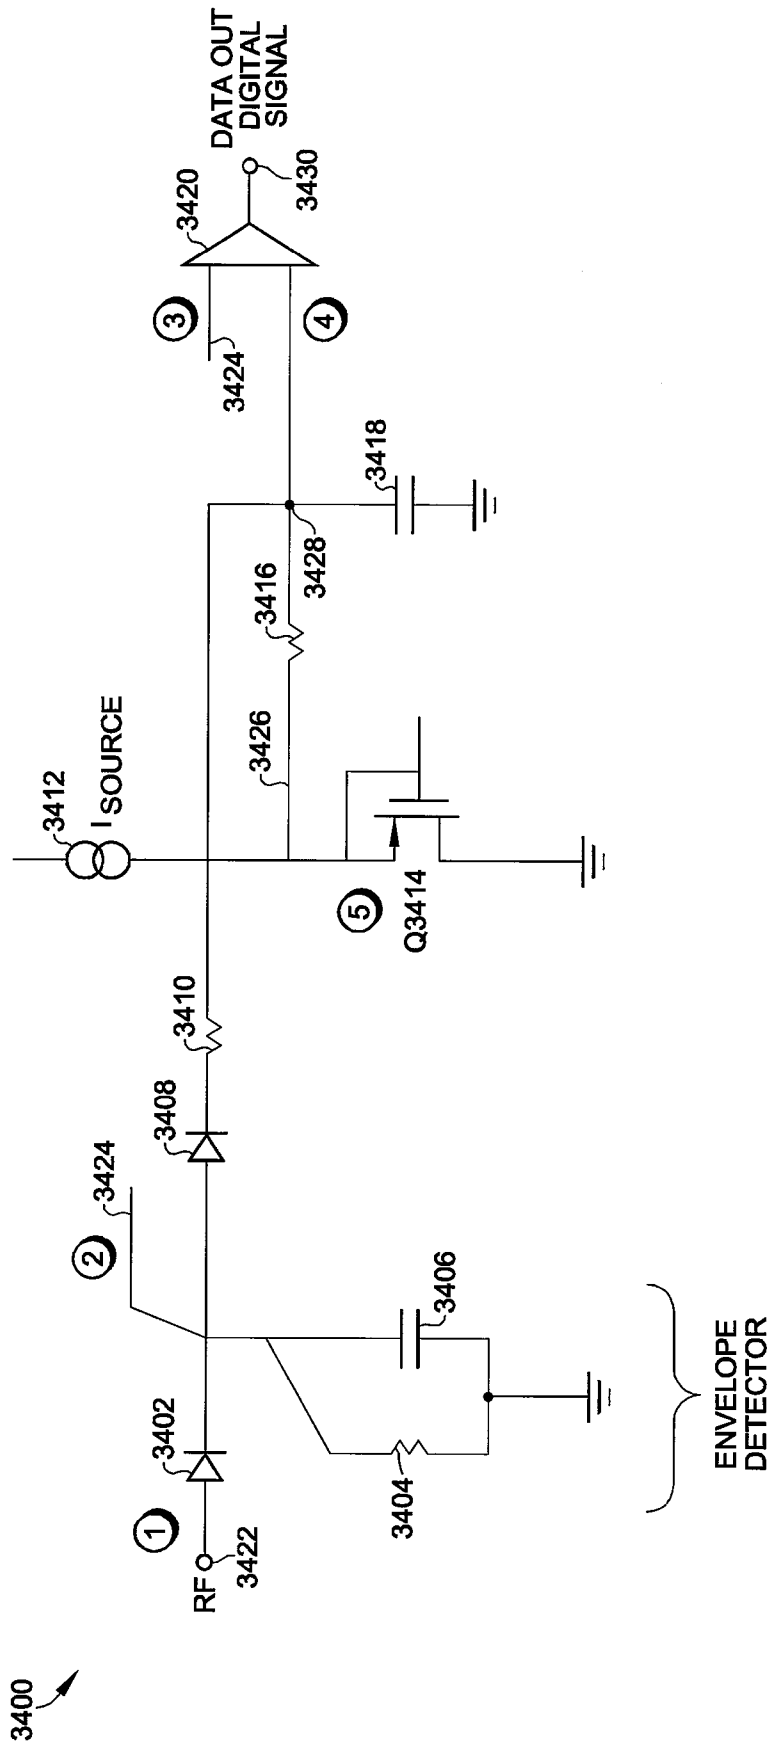 3400
RF
3422
1
3402
2
3424
3404
3406
ENVELOPE
DETECTOR
3408
3410
3412
I SOURCE
5
Q3414
3426
3416
3428
3418
3424
3
4
3420
3430
DATA OUT
DIGITAL
SIGNAL